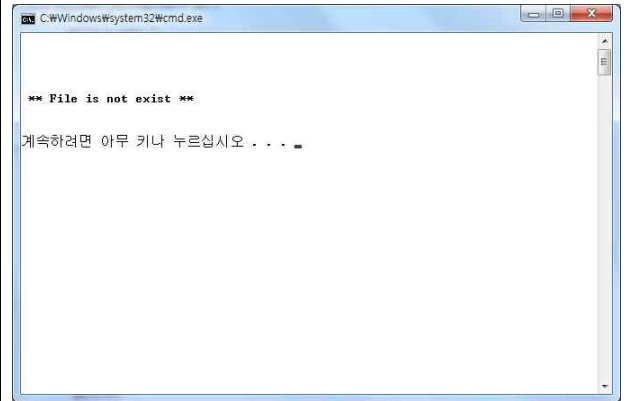 C:₩Windows₩system32₩cmd.exe
** File is not exist **
계속하려면 아무 키나 누르십시오 . . .